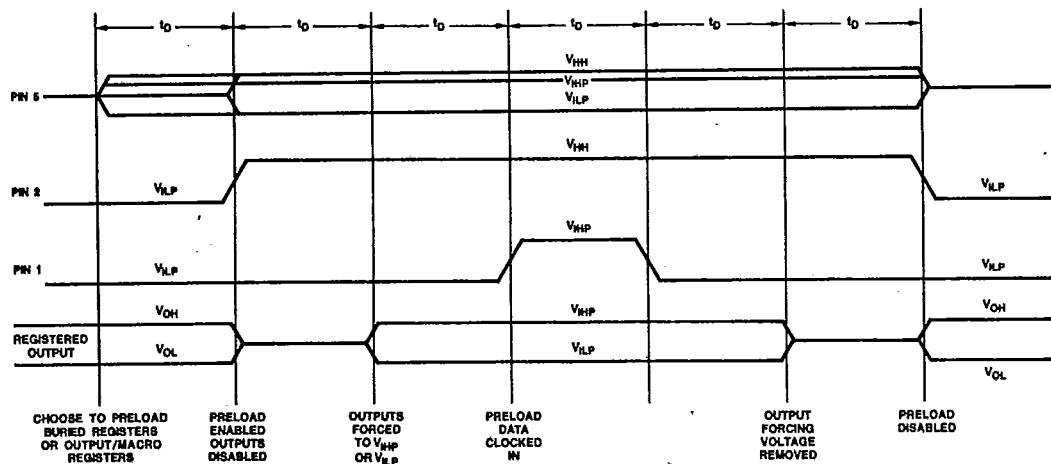 tD tD tD tD tD tD
VHH
PIN 5 VIHP
VILP
VHH
PIN 2 VILP VILP
VIHP
PIN 1 VILP VILP
VOH VIHP VOH
REGISTERED
OUTPUT
VOL VILP VOL
CHOOSE TO PRELOAD
BURIED REGISTERS
OR OUTPUT/MACRO
REGISTERS
PRELOAD
ENABLED
OUTPUTS
DISABLED
OUTPUTS
FORCED
TO VIHP
OR VILP
PRELOAD
DATA
CLOCKED
IN
OUTPUT
FORCING
VOLTAGE
REMOVED
PRELOAD
DISABLED